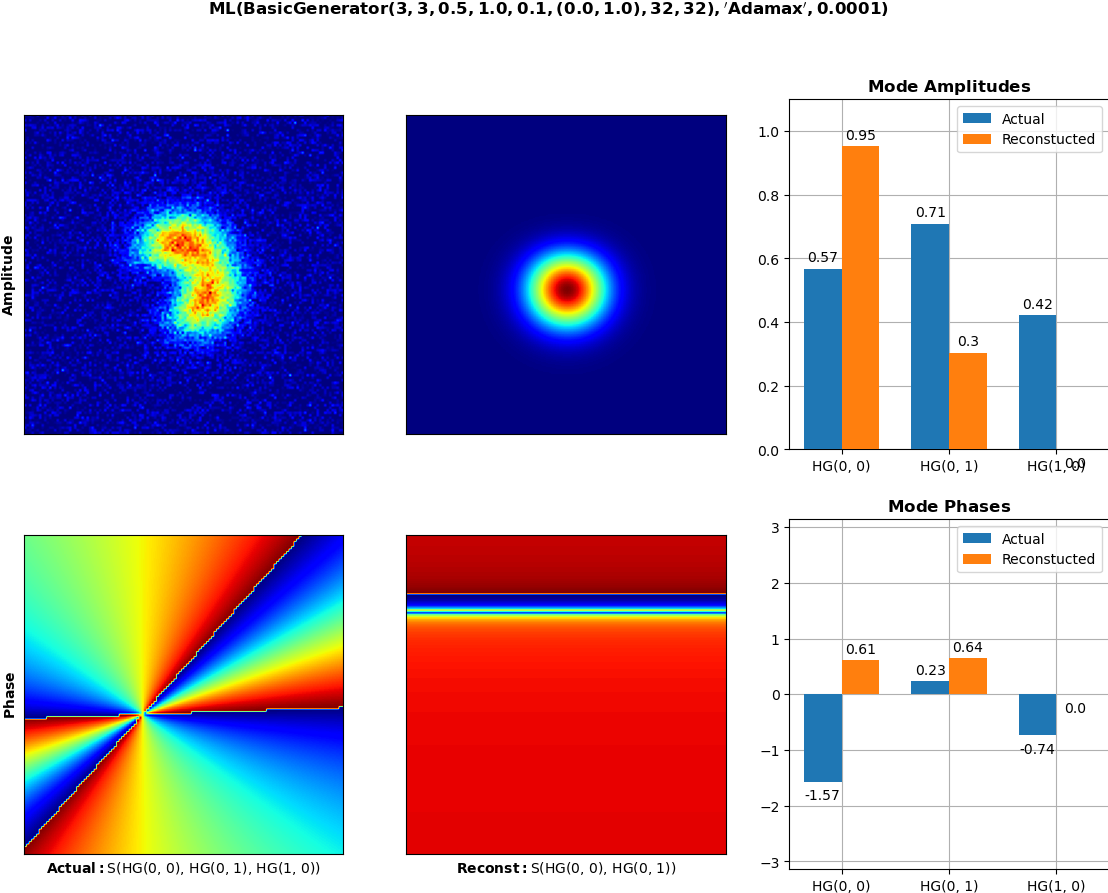 ML(BasicGenerator(3, 3, 0.5, 1.0, 0.1, (0.0, 1.0), 32, 32), 'Adamax', 0.0001)
Amplitude
Mode Amplitudes
Actual
Reconstucted
1.0
0.8
0.6
0.4
0.2
0.0
0.57
0.95
0.71
0.3
0.42
0.0
HG(0, 0)
HG(0, 1)
HG(1, 0)
Phase
Actual: S(HG(0, 0), HG(0, 1), HG(1, 0))
Reconst: S(HG(0, 0), HG(0, 1))
Mode Phases
Actual
Reconstucted
3
2
1
0
−1
−2
−3
-1.57
0.61
0.23
0.64
-0.74
0.0
HG(0, 0)
HG(0, 1)
HG(1, 0)